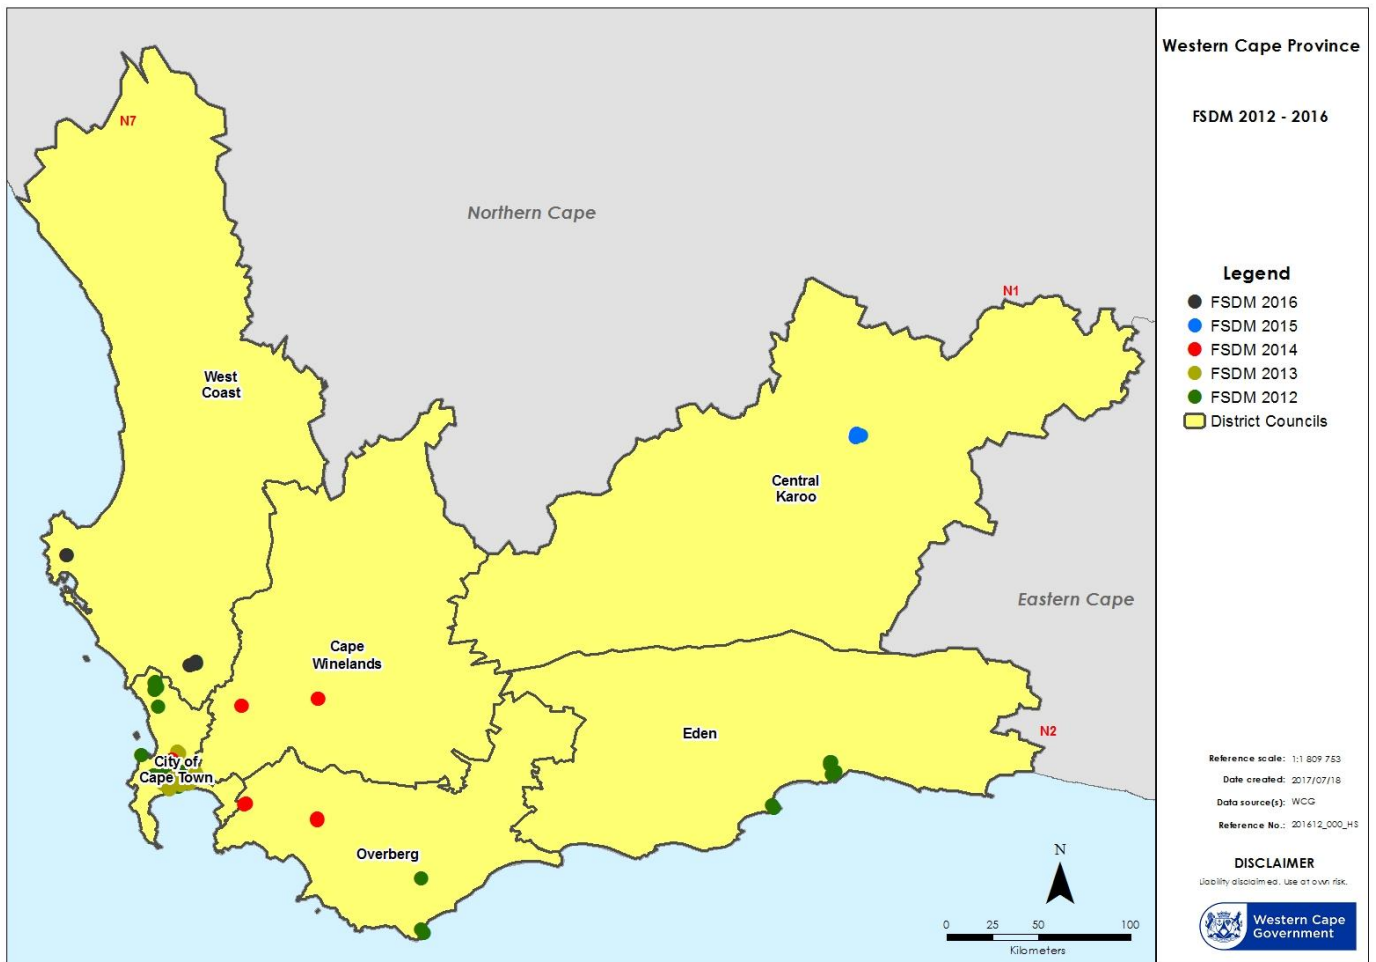 N7
Northern Cape
N1
West
Coast
Central
Karoo
Eastern Cape
Cape
Winelands
Eden
N2
City of
Cape Town
Overberg
N
0 25 50 100
Kilometers
Western Cape Province
FSDM 2012 - 2016
Legend
FSDM 2016
FSDM 2015
FSDM 2014
FSDM 2013
FSDM 2012
District Councils
Reference scale: 1:1 809 753
Date created: 2017/07/18
Data source(s): WCG
Reference No.: 201612_000_HS
DISCLAIMER
Liability disclaimed. Use at own risk.
Western Cape
Government